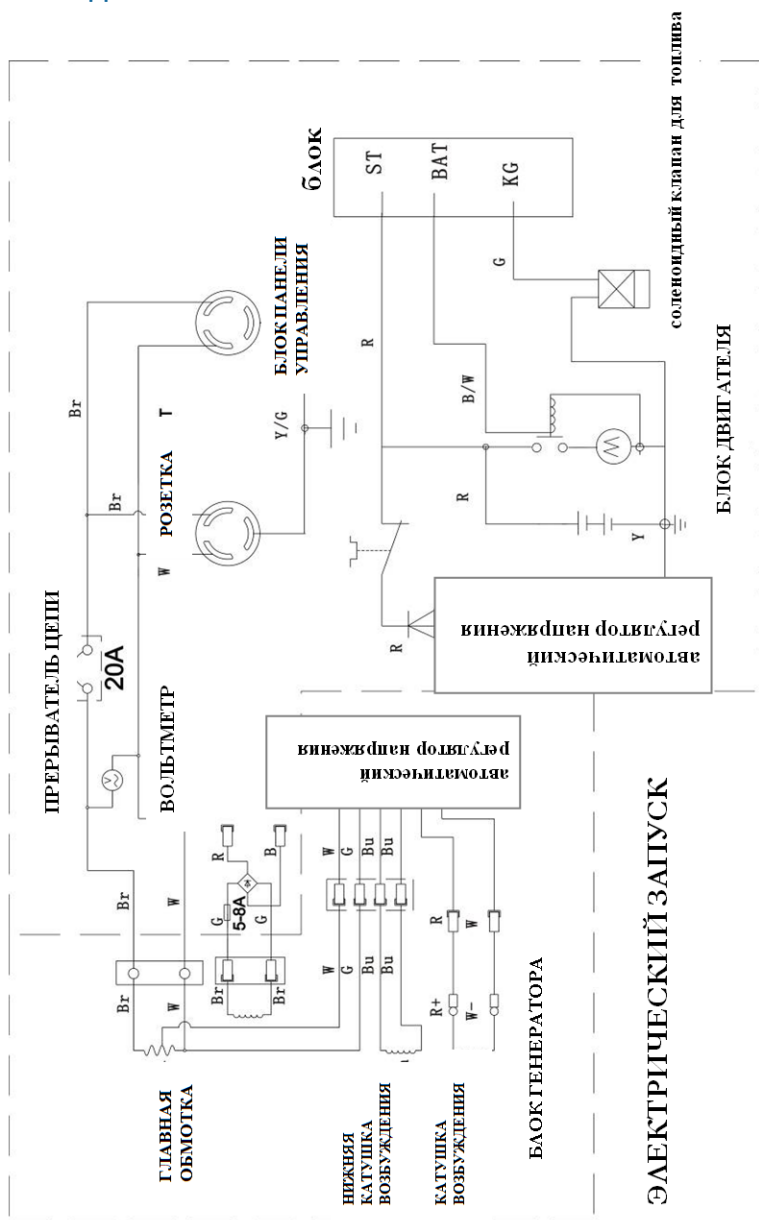 ПРЕРЫВАТЕЛЬ ЦЕПИ
20A
ВОЛЬТМЕТР
РОЗЕТКА
T
БЛОК ПАНЕЛИ
УПРАВЛЕНИЯ
Br
Br
W
Y/G
блок
ST
BAT
KG
соленоидный клапан для топлива
G
R
B/W
R
R
Y
БЛОК ДВИГАТЕЛЯ
автоматический
регулятор напряжения
автоматический
регулятор напряжения
Br
W
Br
W
R
B
G
5-8A
G
Br
Br
W
G
Bu
Bu
W
G
Bu
Bu
R
W
R+
W-
ГЛАВНАЯ
ОБМОТКА
НИЖНЯЯ
КАТУШКА
ВОЗБУЖДЕНИЯ
КАТУШКА
ВОЗБУЖДЕНИЯ
БЛОК ГЕНЕРАТОРА
ЭЛЕКТРИЧЕСКИЙ ЗАПУСК